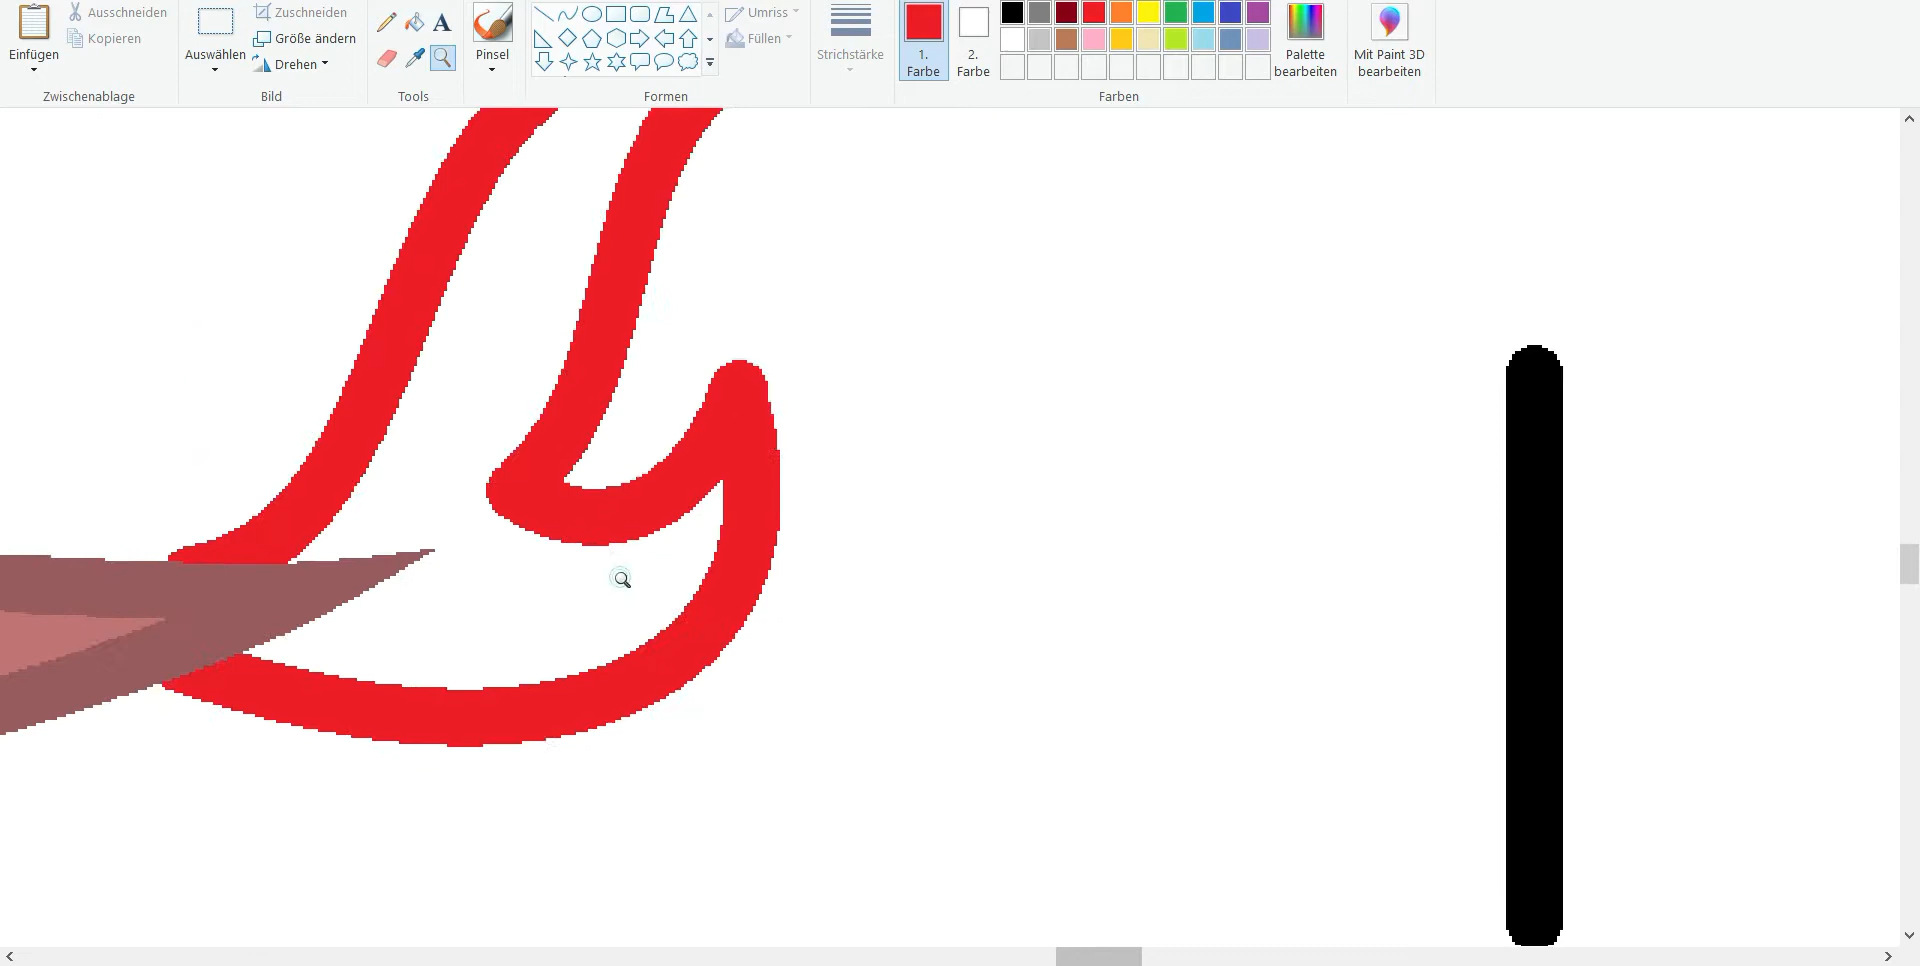 Ausschneiden
Zuschneiden
Umriss
Kopieren
Größe ändern
Füllen
Einfügen
Auswählen
Drehen
A
Pinsel
Strichstärke
1.
Farbe
2.
Farbe
Palette
bearbeiten
Mit Paint 3D
bearbeiten
Zwischenablage
Bild
Tools
Formen
Farben